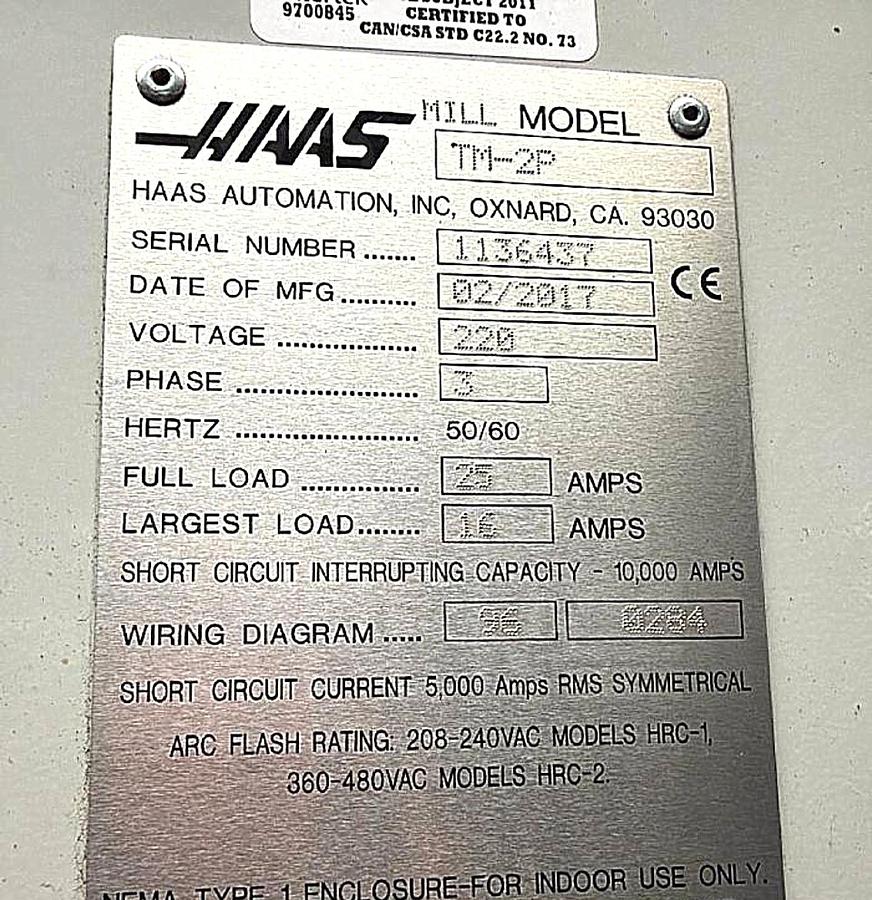 9700845
CERTIFIED TO
CAN/CSA STD C22.2 NO. 73
HAAS MILL MODEL
TM-2P
HAAS AUTOMATION, INC, OXNARD, CA. 93030
SERIAL NUMBER ....... 1136437
CE
DATE OF MFG .......... 02/2017
VOLTAGE ................. 220
PHASE ...................... 3
HERTZ ...................... 50/60
FULL LOAD .............. 25 AMPS
LARGEST LOAD ........ 16 AMPS
SHORT CIRCUIT INTERRUPTING CAPACITY - 10,000 AMPS
WIRING DIAGRAM ..... 96 0284
SHORT CIRCUIT CURRENT 5,000 Amps RMS SYMMETRICAL
ARC FLASH RATING: 208-240VAC MODELS HRC-1,
360-480VAC MODELS HRC-2.
NEMA TYPE 1 ENCLOSURE-FOR INDOOR USE ONLY.